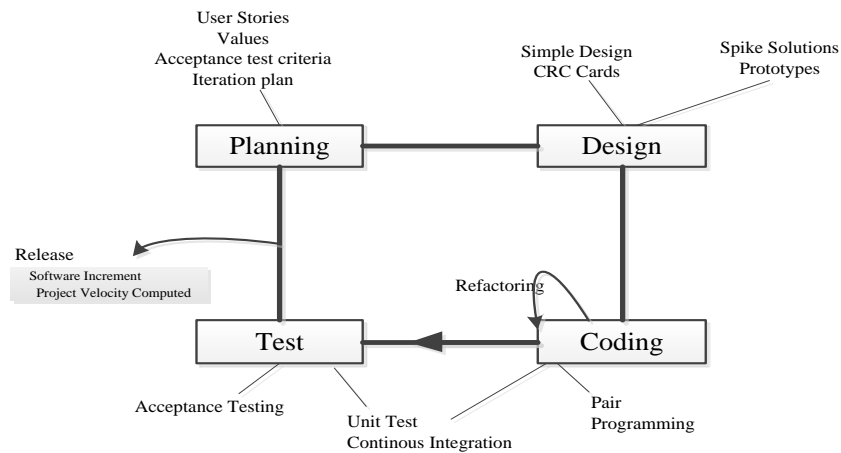 User Stories
Values
Acceptance test criteria
Iteration plan
Simple Design
CRC Cards
Spike Solutions
Prototypes
Planning
Design
Release
Software Increment
Project Velocity Computed
Refactoring
Test
Coding
Acceptance Testing
Unit Test
Continous Integration
Pair
Programming